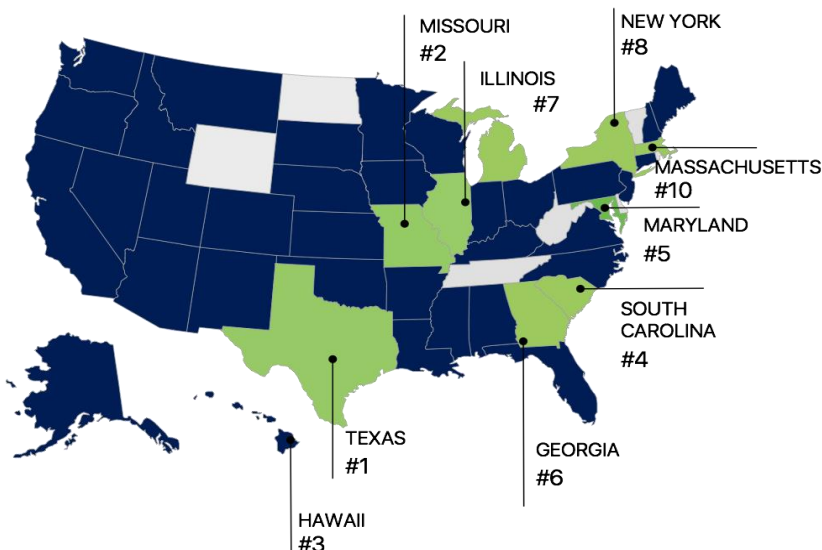 MISSOURI
#2
ILLINOIS
#7
NEW YORK
#8
MASSACHUSETTS
#10
MARYLAND
#5
SOUTH
CAROLINA
#4
TEXAS
#1
GEORGIA
#6
HAWAII
#3